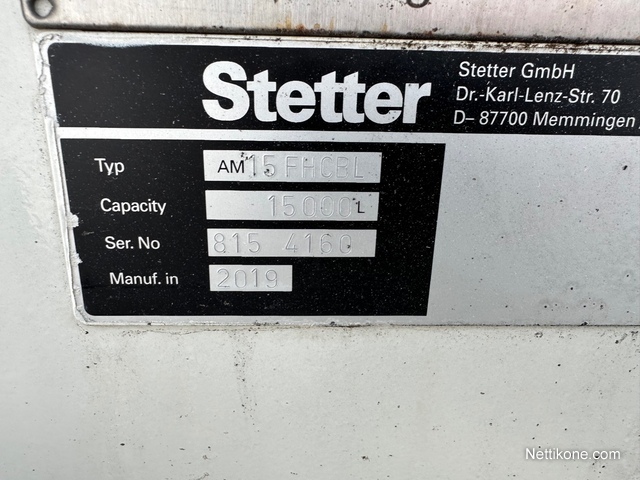 Stetter
Stetter GmbH
Dr.-Karl-Lenz-Str. 70
D– 87700 Memmingen
Typ AM 15 FHCBL
Capacity 15000 L
Ser. No 815 4160
Manuf. in 2019
Nettikone.com